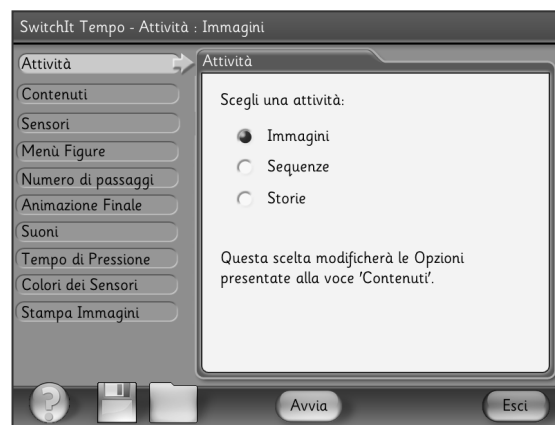 SwitchIt Tempo - Attività : Immagini
Attività
Contenuti
Sensori
Menù Figure
Numero di passaggi
Animazione Finale
Suoni
Tempo di Pressione
Colori dei Sensori
Stampa Immagini
Attività
Scegli una attività:
Immagini
Sequenze
Storie
Questa scelta modificherà le Opzioni
presentate alla voce 'Contenuti'.
?
Avvia
Esci